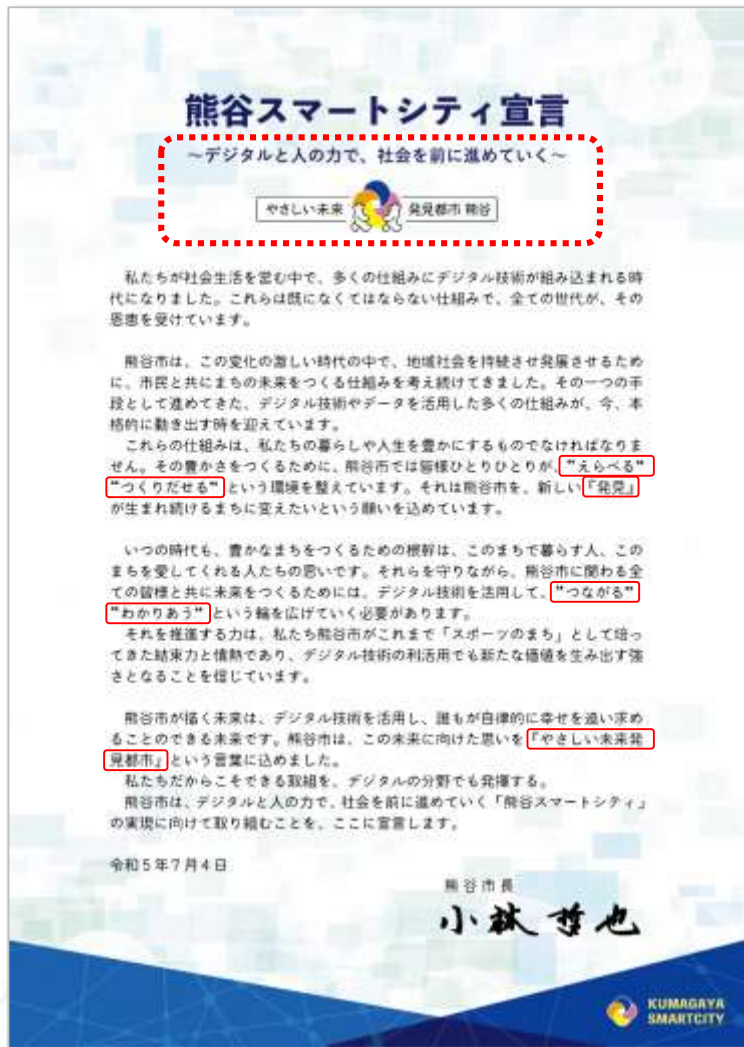 熊谷スマートシティ宣言
～デジタルと人の力で、社会を前に進めていく～
やさしい未来 発見都市 熊谷
私たちが社会生活を営む中で、多くの仕組みにデジタル技術が組み込まれる時
代になりました。これらは既になくてはならない仕組みで、全ての世代が、その
恩恵を受けています。
熊谷市は、この変化の激しい時代の中で、地域社会を持続させ発展させるため
に、市民と共にまちの未来をつくる仕組みを考え続けてきました。その一つの手
段として進めてきた、デジタル技術やデータを活用した多くの仕組みが、今、本
格的に動き出す時を迎えています。
これらの仕組みは、私たちの暮らしや人生を豊かにするものでなければなりま
せん。その豊かさをつくるために、熊谷市では皆様ひとりひとりが、"えらべる"
"つくりだせる"という環境を整えています。それは熊谷市を、新しい『発見』
が生まれ続けるまちに変えたいという願いを込めています。
いつの時代も、豊かなまちをつくるための根幹は、このまちで暮らす人、この
まちを愛してくれる人たちの思いです。それらを守りながら、熊谷市に関わる全
ての皆様と共に未来をつくるためには、デジタル技術を活用して、"つながる"
"わかりあう"という輪を広げていく必要があります。
それを推進する力は、私たち熊谷市がこれまで「スポーツのまち」として培っ
てきた結束力と情熱であり、デジタル技術の利活用でも新たな価値を生み出す強
さとなることを信じています。
熊谷市が描く未来は、デジタル技術を活用し、誰もが自律的に幸せを追い求め
ることのできる未来です。熊谷市は、この未来に向けた思いを『やさしい未来発
見都市』という言葉に込めました。
私たちだからこそできる取組を、デジタルの分野でも発揮する。
熊谷市は、デジタルと人の力で、社会を前に進めていく「熊谷スマートシティ」
の実現に向けて取り組むことを、ここに宣言します。
令和5年7月4日
熊谷市長
小林哲也
KUMAGAYA
SMARTCITY